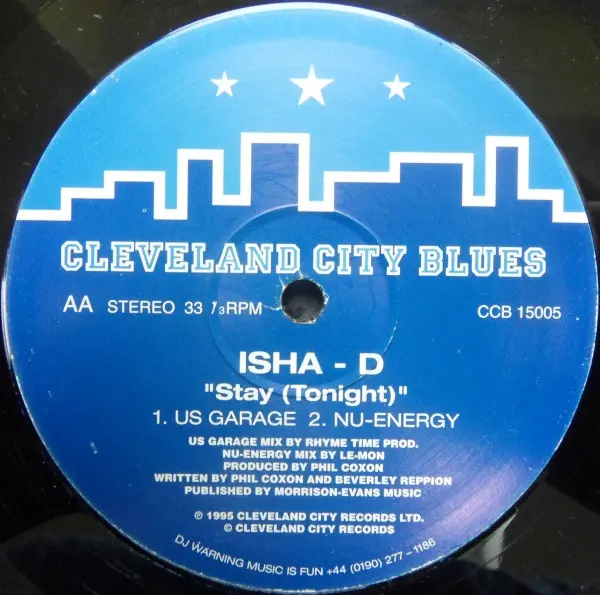 CLEVELAND CITY BLUES
AA STEREO 33 1/3RPM
CCB 15005
ISHA - D
"Stay (Tonight)"
1. US GARAGE 2. NU-ENERGY
US GARAGE MIX BY RHYME TIME PROD.
NU-ENERGY MIX BY LE-MON
PRODUCED BY PHIL COXON
WRITTEN BY PHIL COXON AND BEVERLEY REPPION
PUBLISHED BY MORRISON-EVANS MUSIC
℗ 1995 CLEVELAND CITY RECORDS LTD.
© CLEVELAND CITY RECORDS
DJ WARNING MUSIC IS FUN +44 (0190) 277 - 1186